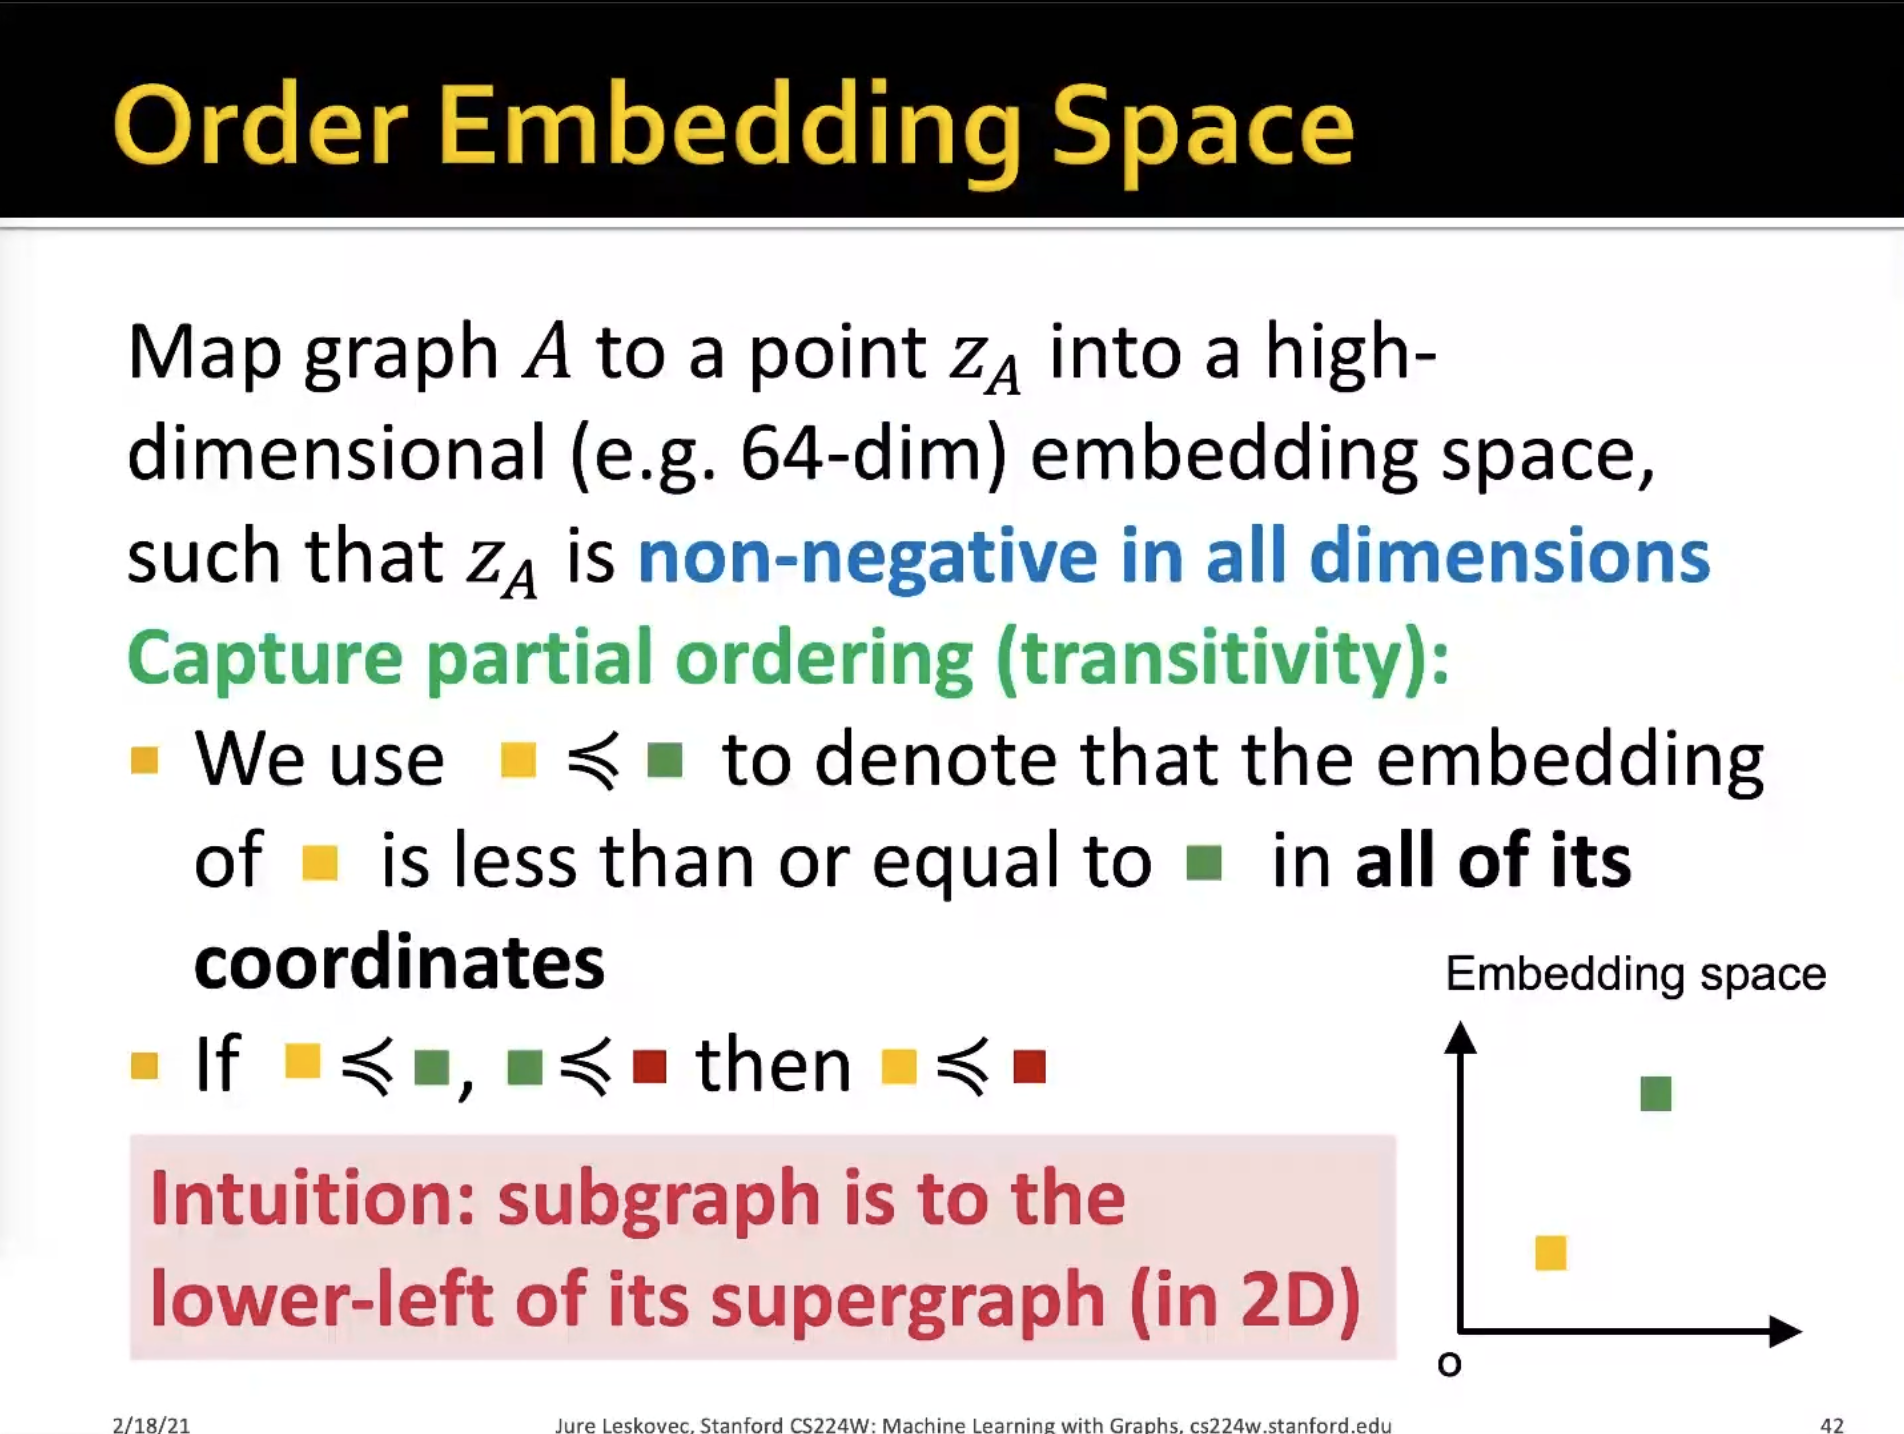 Order Embedding Space
Map graph A to a point z_A into a high-
dimensional (e.g. 64-dim) embedding space,
such that z_A is non-negative in all dimensions
Capture partial ordering (transitivity):
We use ≼ to denote that the embedding
of is less than or equal to in all of its
coordinates
If ≼ , ≼ then ≼
Intuition: subgraph is to the
lower-left of its supergraph (in 2D)
Embedding space
O
2/18/21
Jure Leskovec, Stanford CS224W: Machine Learning with Graphs, cs224w.stanford.edu
42